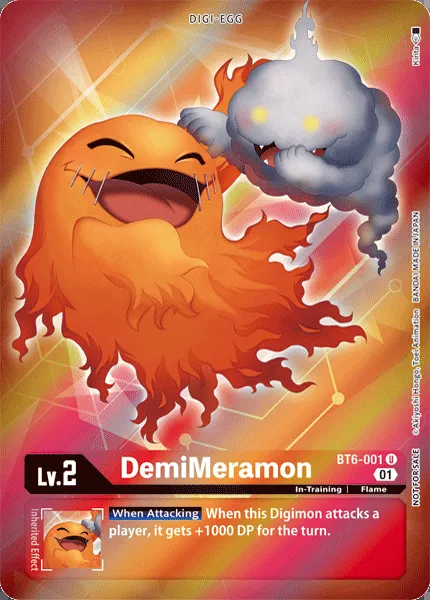 DIGI-EGG
Kirita
©Akiyoshi Hongo, Toei Animation BANDAI MADE IN JAPAN
NOT FOR SALE
Lv.2
DemiMeramon
BT6-001 U
01
In-Training | Flame
Inherited Effect
When Attacking When this Digimon attacks a
player, it gets +1000 DP for the turn.